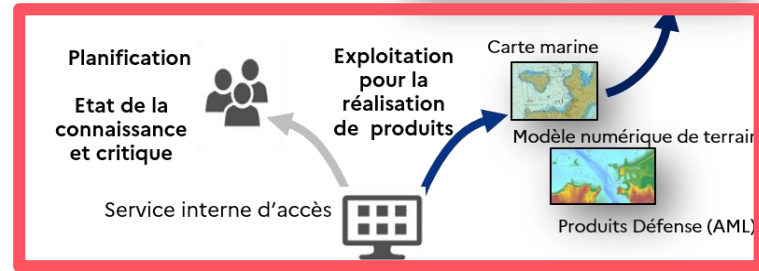 Planification
Etat de la
connaissance
et critique
Exploitation
pour la
réalisation
de produits
Carte marine
Modèle numérique de terrain
Produits Défense (AML)
Service interne d'accès